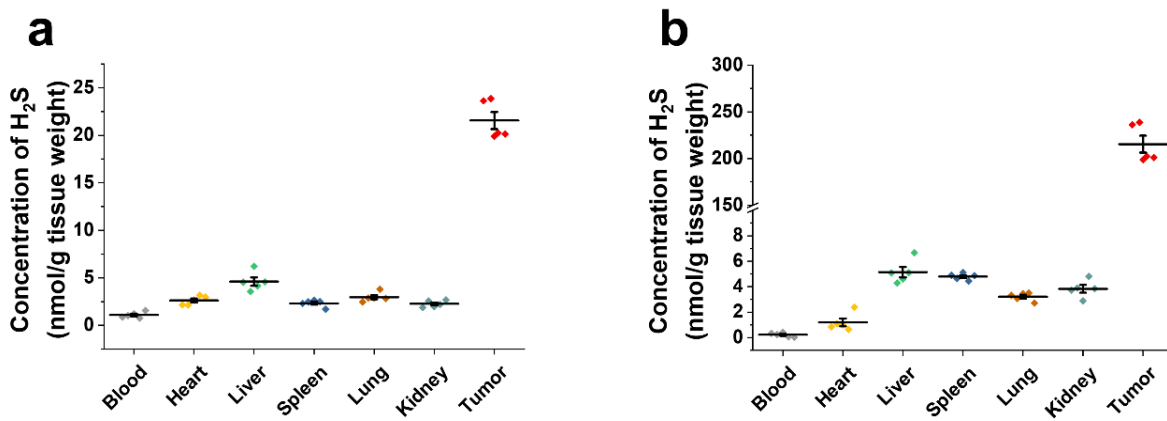 a
Concentration of H₂S
(nmol/g tissue weight)
25
20
15
10
5
0
Blood
Heart
Liver
Spleen
Lung
Kidney
Tumor
b
Concentration of H₂S
(nmol/g tissue weight)
300
250
200
150
6
4
2
0
Blood
Heart
Liver
Spleen
Lung
Kidney
Tumor